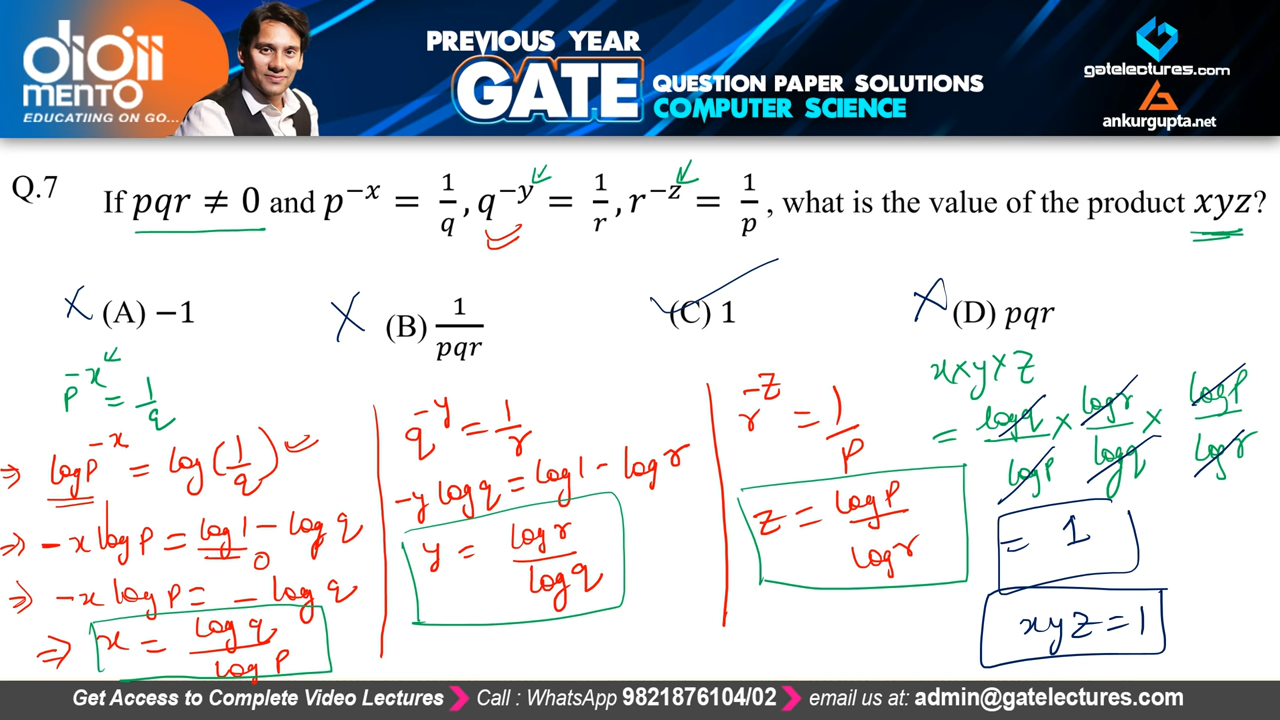 digiimento
EDUCATIING ON GO...
PREVIOUS YEAR
GATE
QUESTION PAPER SOLUTIONS
COMPUTER SCIENCE
gatelectures.com
ankurgupta.net
Q.7 If pqr ≠ 0 and p^{-x} = 1/q, q^{-y} = 1/r, r^{-z} = 1/p, what is the value of the product xyz?
(A) −1
(B) 1/pqr
(C) 1
(D) pqr
p^{-x} = 1/q
⇒ log p^{-x} = log(1/q)
⇒ -x log p = log 1 - log q
0
⇒ -x log p = - log q
⇒ x = log q / log p
q^{-y} = 1/r
-y log q = log 1 - log r
y = log r / log q
r^{-z} = 1/p
z = log p / log r
x × y × z
= log q / log p × log r / log q × log p / log r
= 1
xyz = 1
Get Access to Complete Video Lectures
Call : WhatsApp 9821876104/02
email us at: admin@gatelectures.com